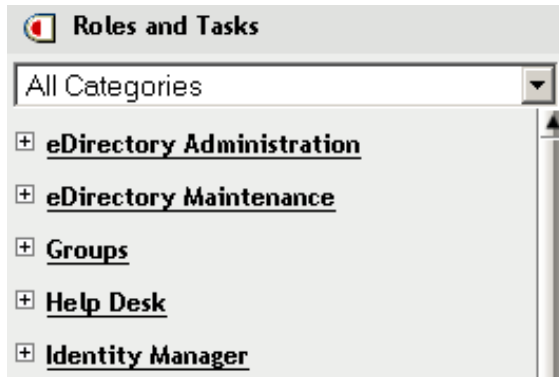 Roles and Tasks
All Categories
eDirectory Administration
eDirectory Maintenance
Groups
Help Desk
Identity Manager